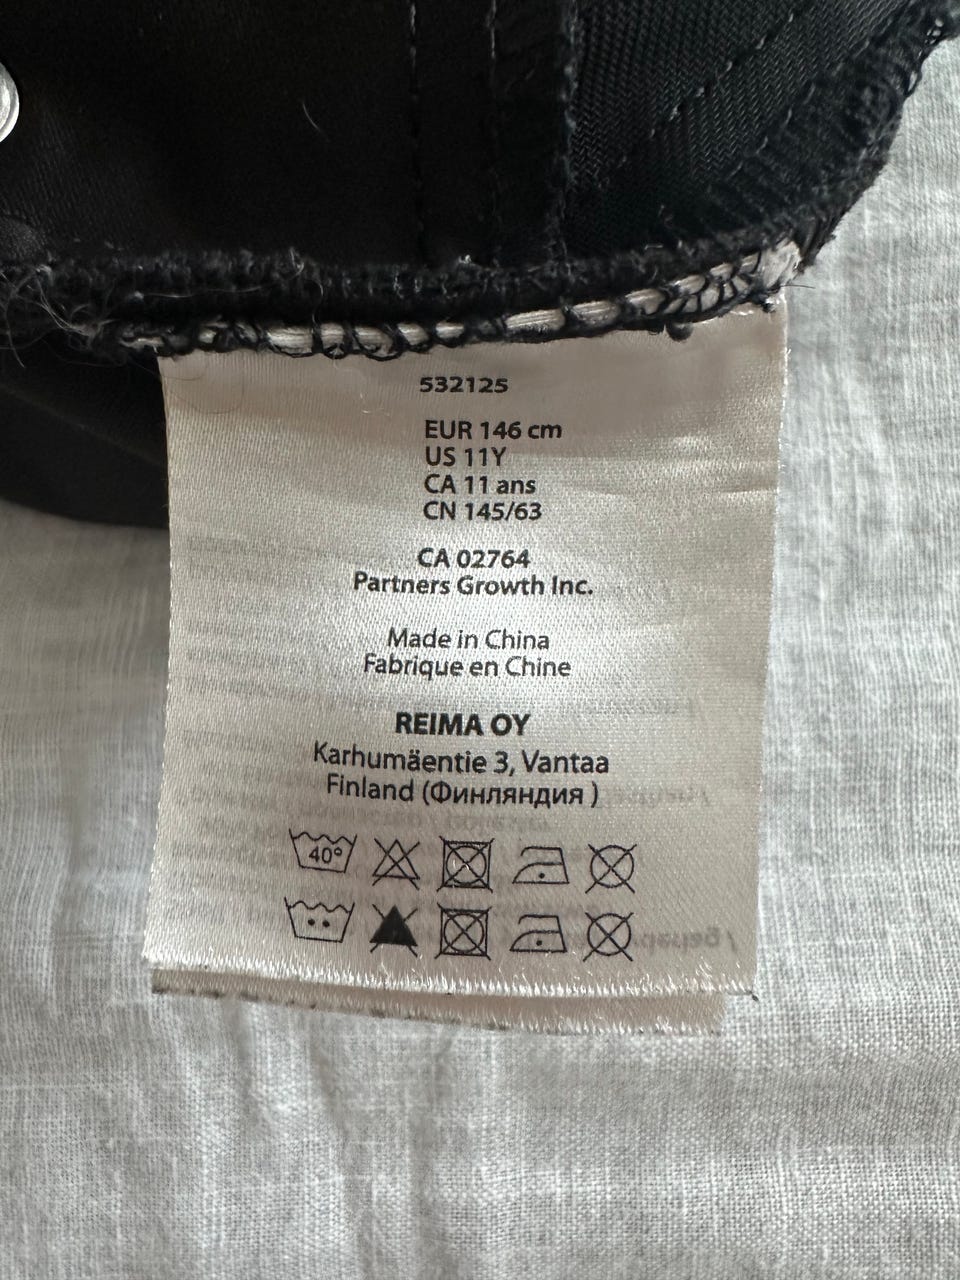 532125
EUR 146 cm
US 11Y
CA 11 ans
CN 145/63
CA 02764
Partners Growth Inc.
Made in China
Fabrique en Chine
REIMA OY
Karhumäentie 3, Vantaa
Finland (Финляндия )
40°